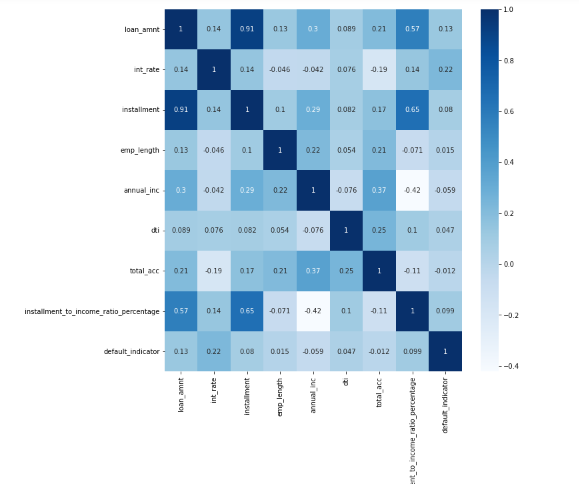 loan_amnt 1 0.14 0.91 0.13 0.3 0.089 0.21 0.57 0.13
int_rate 0.14 1 0.14 -0.046 -0.042 0.076 -0.19 0.14 0.22
installment 0.91 0.14 1 0.1 0.29 0.082 0.17 0.65 0.08
emp_length 0.13 -0.046 0.1 1 0.22 0.054 0.21 -0.071 0.015
annual_inc 0.3 -0.042 0.29 0.22 1 -0.076 0.37 -0.42 -0.059
dti 0.089 0.076 0.082 0.054 -0.076 1 0.25 0.1 0.047
total_acc 0.21 -0.19 0.17 0.21 0.37 0.25 1 -0.11 -0.012
installment_to_income_ratio_percentage 0.57 0.14 0.65 -0.071 -0.42 0.1 -0.11 1 0.099
default_indicator 0.13 0.22 0.08 0.015 -0.059 0.047 -0.012 0.099 1
loan_amnt
int_rate
installment
emp_length
annual_inc
dti
total_acc
ent_to_income_ratio_percentage
default_indicator
1.0
0.8
0.6
0.4
0.2
0.0
−0.2
−0.4